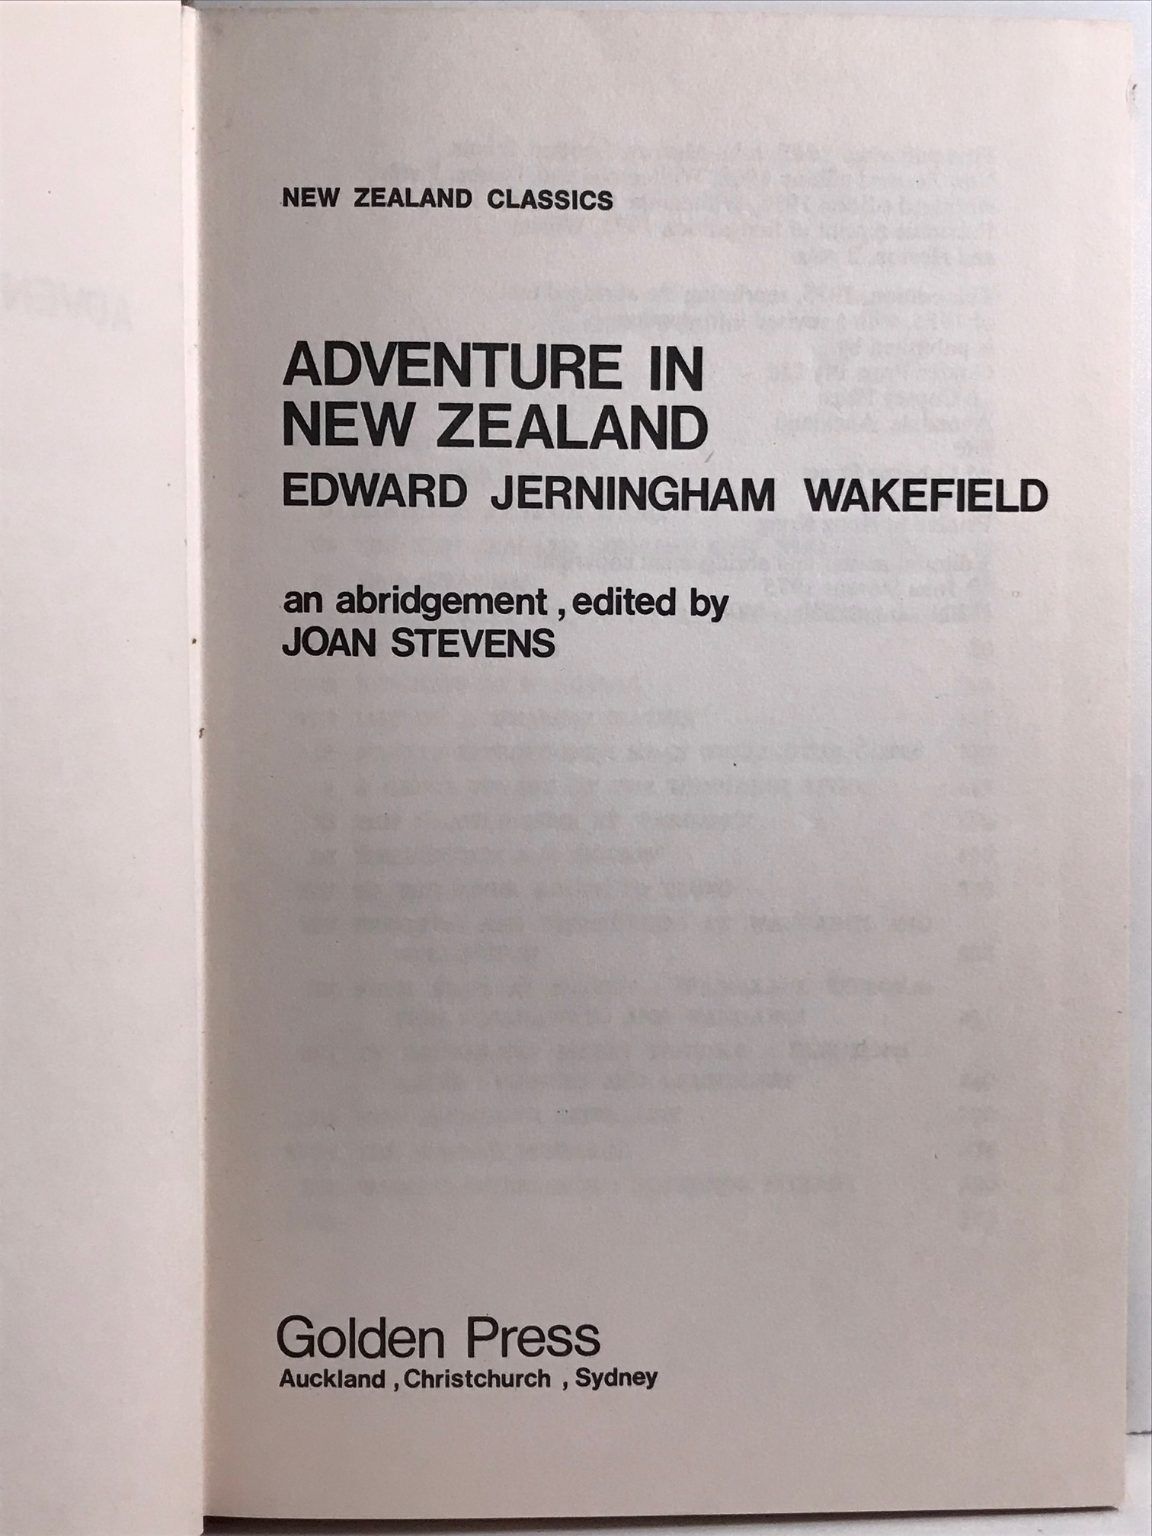 NEW ZEALAND CLASSICS
ADVENTURE IN
NEW ZEALAND
EDWARD JERNINGHAM WAKEFIELD
an abridgement , edited by
JOAN STEVENS
Golden Press
Auckland , Christchurch , Sydney